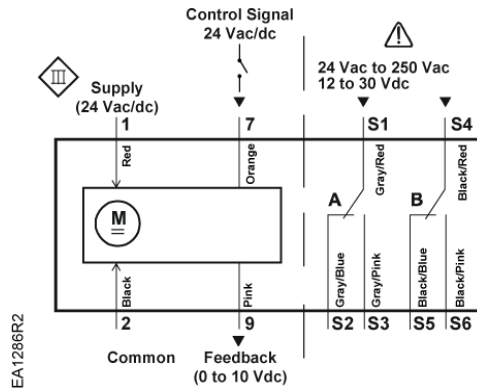 Control Signal
24 Vac/dc
III
Supply
(24 Vac/dc)
24 Vac to 250 Vac
12 to 30 Vdc
1
7
S1
S4
Red
Orange
Gray/Red
Black/Red
A
B
M
Black
Pink
Gray/Blue
Gray/Pink
Black/Blue
Black/Pink
2
9
S2
S3
S5
S6
Common
Feedback
(0 to 10 Vdc)
EA1286R2